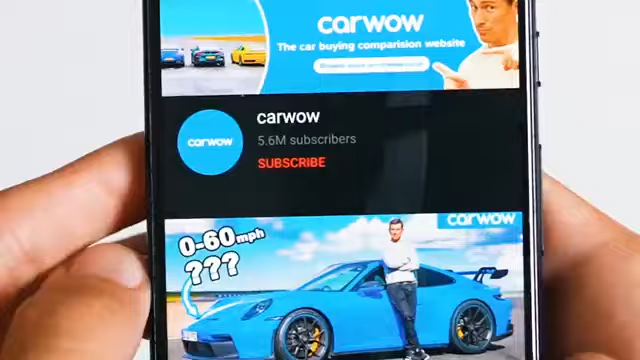 carwow
The car buying comparision website
carwow
carwow
5.6M subscribers
SUBSCRIBE
carwow
0-60mph
???